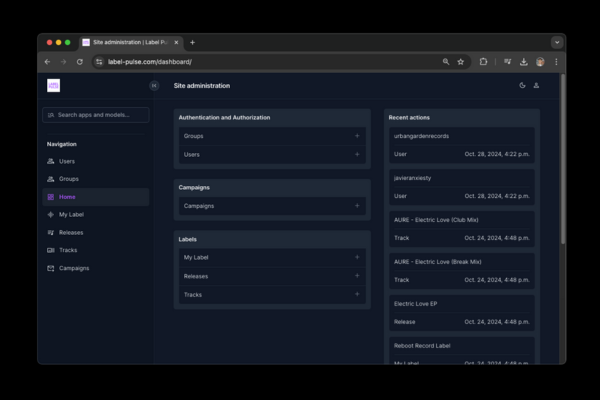 Site administration | Label P
label-pulse.com/dashboard/
Site administration
Search apps and models...
Navigation
Users
Groups
Home
My Label
Releases
Tracks
Campaigns
Authentication and Authorization
Groups
Users
Campaigns
Campaigns
Labels
My Label
Releases
Tracks
Recent actions
urbangardenrecords
User Oct. 28, 2024, 4:22 p.m.
javieranxiesty
User Oct. 28, 2024, 4:22 p.m.
AURE - Electric Love (Club Mix)
Track Oct. 24, 2024, 4:48 p.m.
AURE - Electric Love (Break Mix)
Track Oct. 24, 2024, 4:48 p.m.
Electric Love EP
Release Oct. 24, 2024, 4:48 p.m.
Reboot Record Label
My Label Oct. 24, 2024, 4:48 p.m.